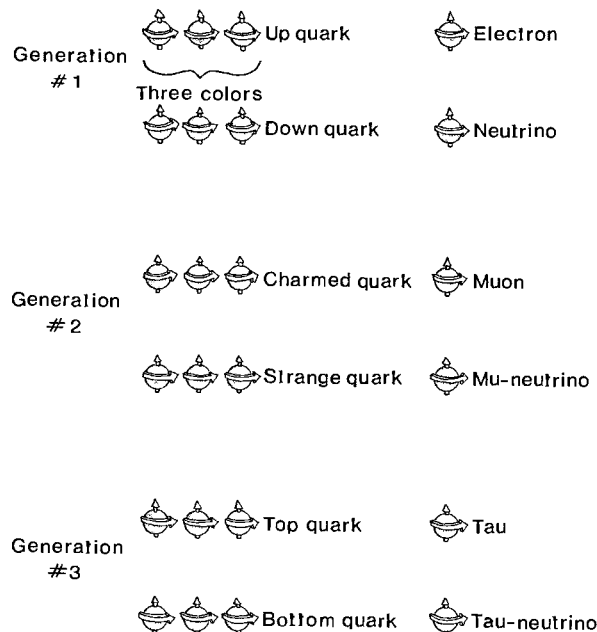 Up quark
Electron
Generation
#1
Three colors
Down quark
Neutrino
Charmed quark
Muon
Generation
#2
Strange quark
Mu-neutrino
Top quark
Tau
Generation
#3
Bottom quark
Tau-neutrino